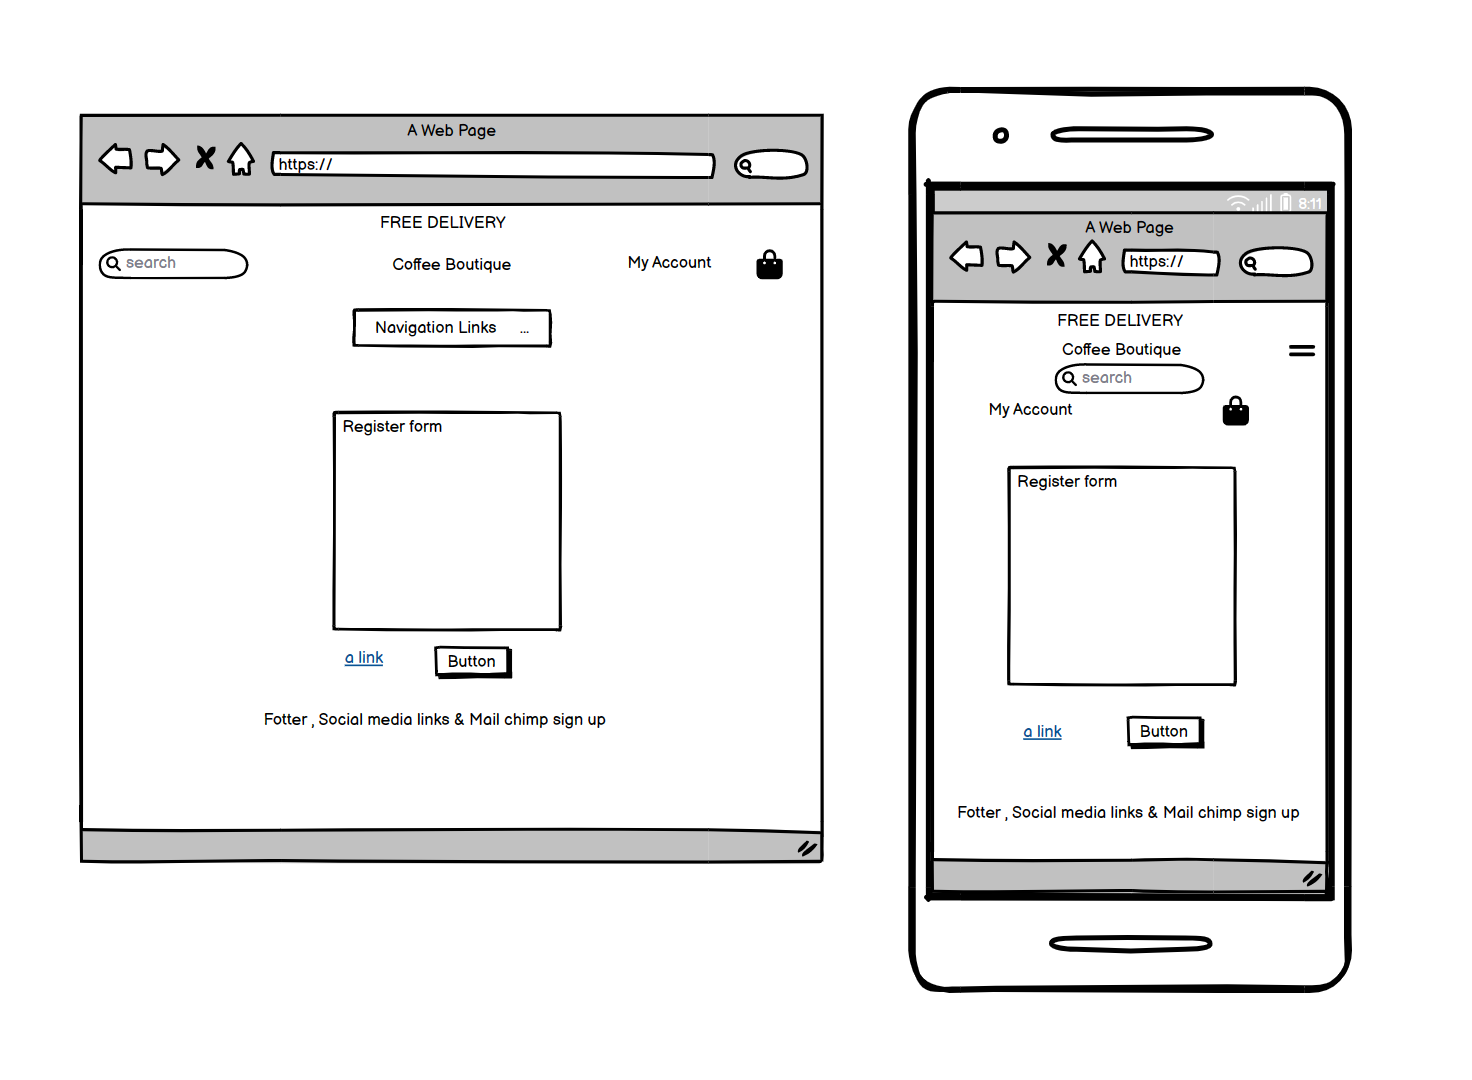 A Web Page
https://
FREE DELIVERY
search
Coffee Boutique
My Account
Navigation Links ...
Register form
a link
Button
Fotter , Social media links & Mail chimp sign up
8:11
A Web Page
https://
FREE DELIVERY
Coffee Boutique
search
My Account
Register form
a link
Button
Fotter , Social media links & Mail chimp sign up